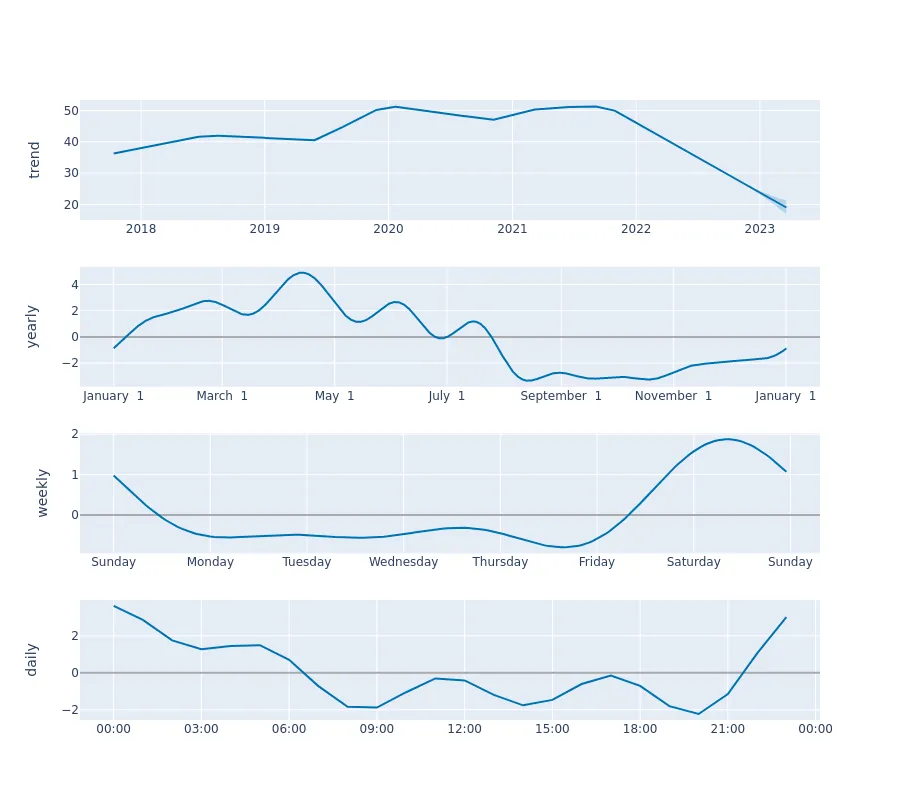 trend
50
40
30
20
2018 2019 2020 2021 2022 2023
yearly
4
2
0
−2
January 1 March 1 May 1 July 1 September 1 November 1 January 1
weekly
2
1
0
Sunday Monday Tuesday Wednesday Thursday Friday Saturday Sunday
daily
2
0
−2
00:00 03:00 06:00 09:00 12:00 15:00 18:00 21:00 00:00